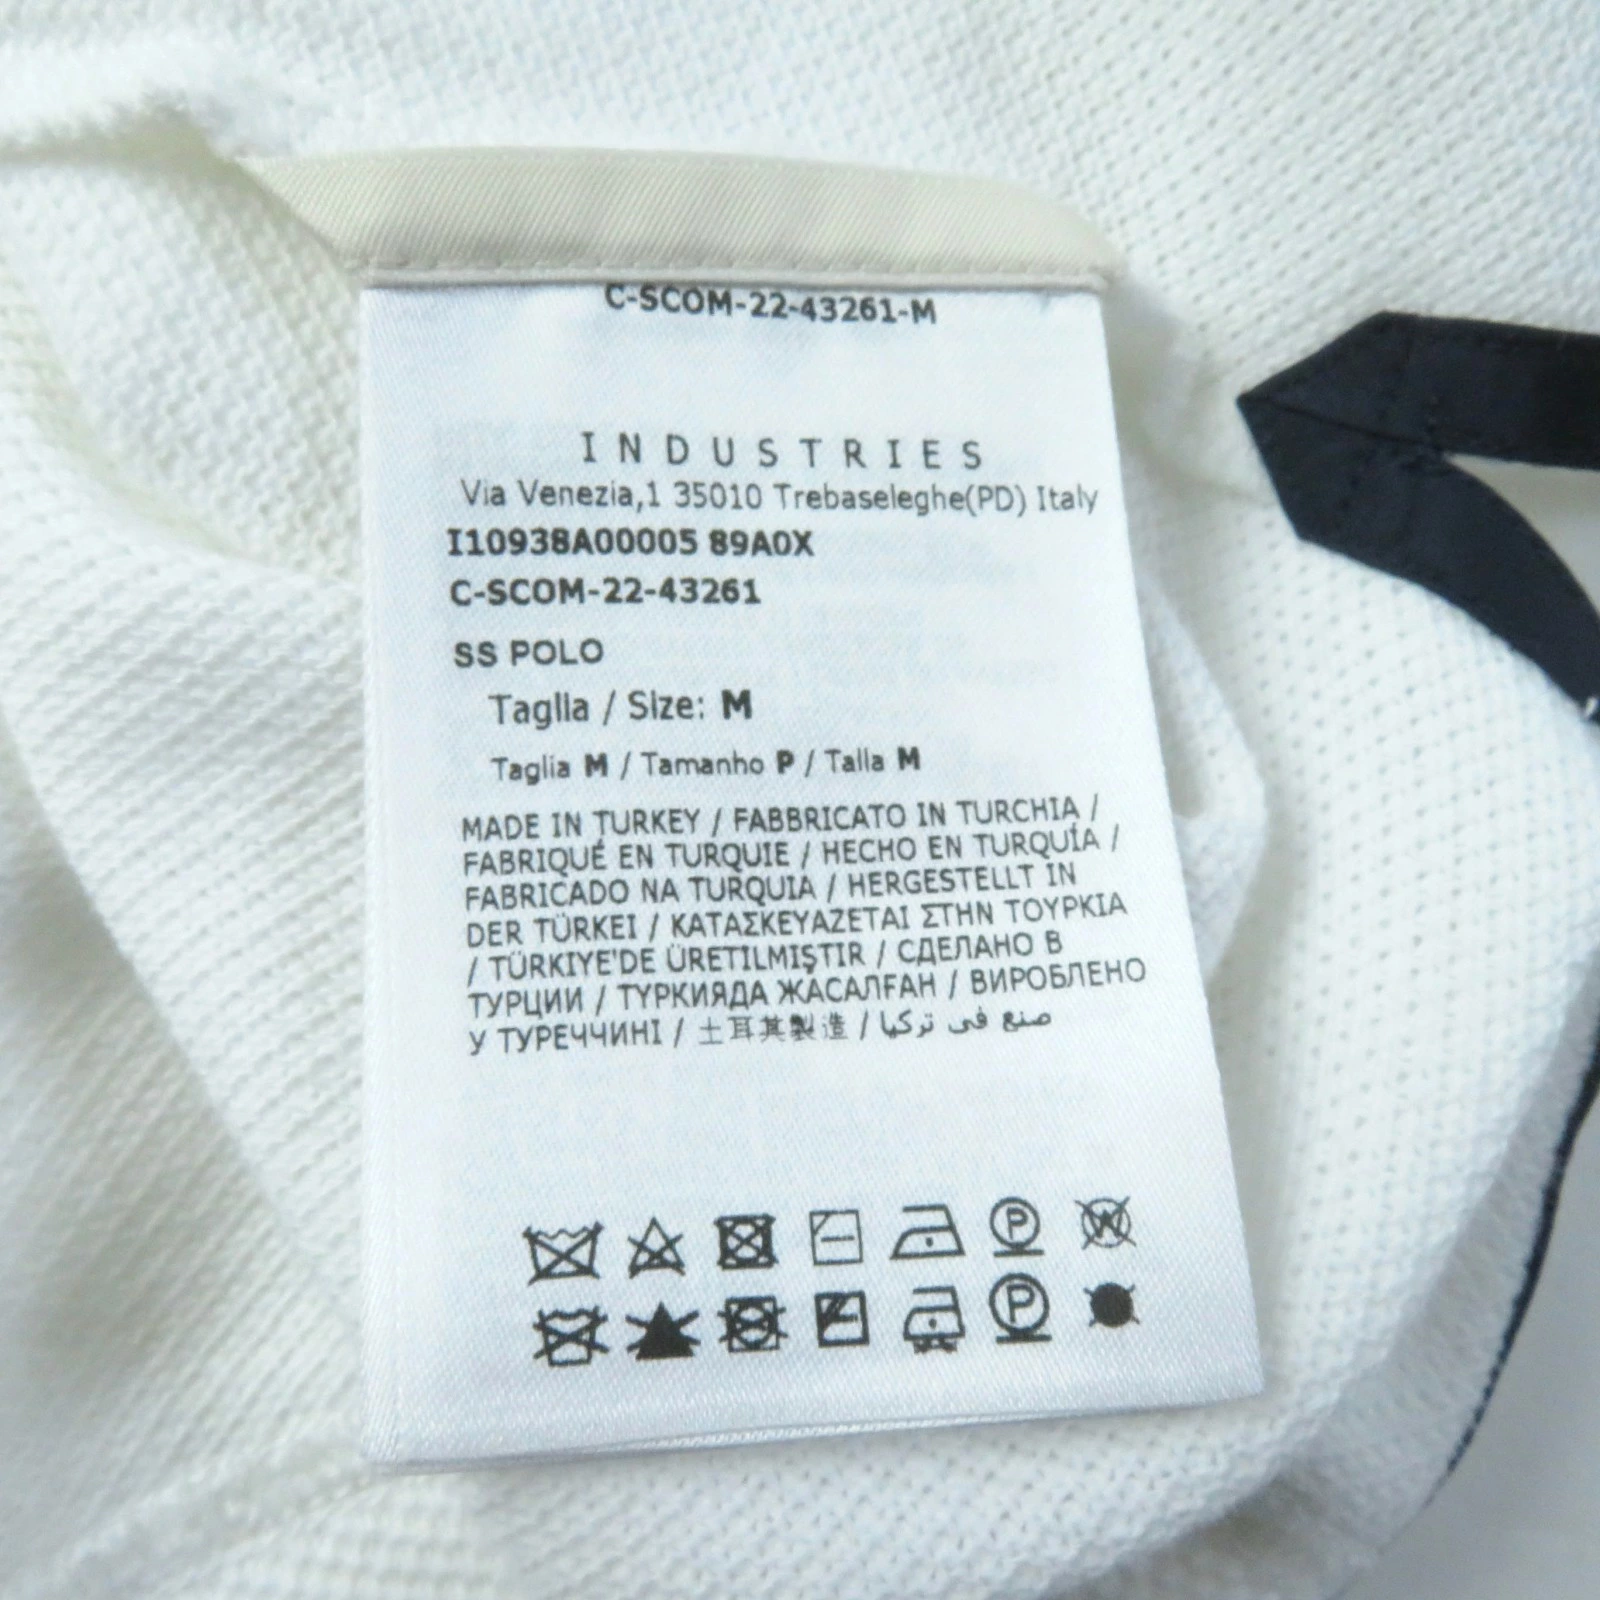 C-SCOM-22-43261-M
INDUSTRIES
Via Venezia,1 35010 Trebaseleghe(PD) Italy
I10938A00005 89A0X
C-SCOM-22-43261
SS POLO
Taglia / Size: M
Taglia M / Tamanho P / Talla M
MADE IN TURKEY / FABBRICATO IN TURCHIA /
FABRIQUÉ EN TURQUIE / HECHO EN TURQUÍA /
FABRICADO NA TURQUIA / HERGESTELLT IN
DER TÜRKEI / ΚΑΤΑΣΚΕΥΑΖΕΤΑΙ ΣΤΗΝ ΤΟΥΡΚΙΑ
/ TÜRKIYE'DE ÜRETILMIŞTIR / СДЕЛАНО В
ТУРЦИИ / ТҮРКИЯДА ЖАСАЛҒАН / ВИРОБЛЕНО
У ТУРЕЧЧИНІ / 土耳其製造 / صنع في تركيا
P W
P